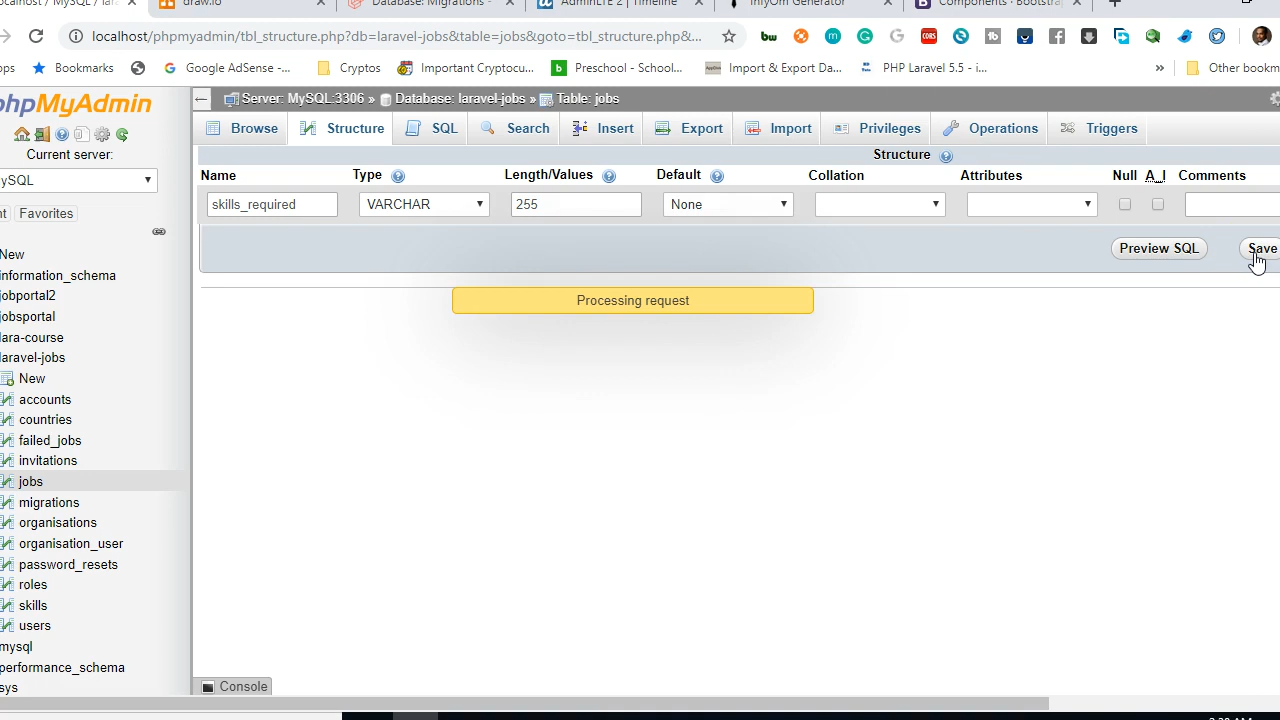 localhost / MySQL / lara
draw.io
Database: Migrations -
AdminLTE 2 | Timeline
InfyOm Generator
Components · Bootstrap
localhost/phpmyadmin/tbl_structure.php?db=laravel-jobs&table=jobs&goto=tbl_structure.php&...
Bookmarks
Google AdSense -...
Cryptos
Important Cryptocu...
Preschool - School...
Import & Export Da...
PHP Laravel 5.5 - i...
»
Other bookm
phpMyAdmin
Server: MySQL:3306 » Database: laravel-jobs » Table: jobs
Browse Structure SQL Search Insert Export Import Privileges Operations Triggers
Current server:
ySQL
nt Favorites
Structure
Name Type Length/Values Default Collation Attributes Null A_I Comments
skills_required VARCHAR 255 None
Preview SQL Save
Processing request
New
information_schema
jobportal2
jobsportal
lara-course
laravel-jobs
New
accounts
countries
failed_jobs
invitations
jobs
migrations
organisations
organisation_user
password_resets
roles
skills
users
mysql
performance_schema
sys
Console